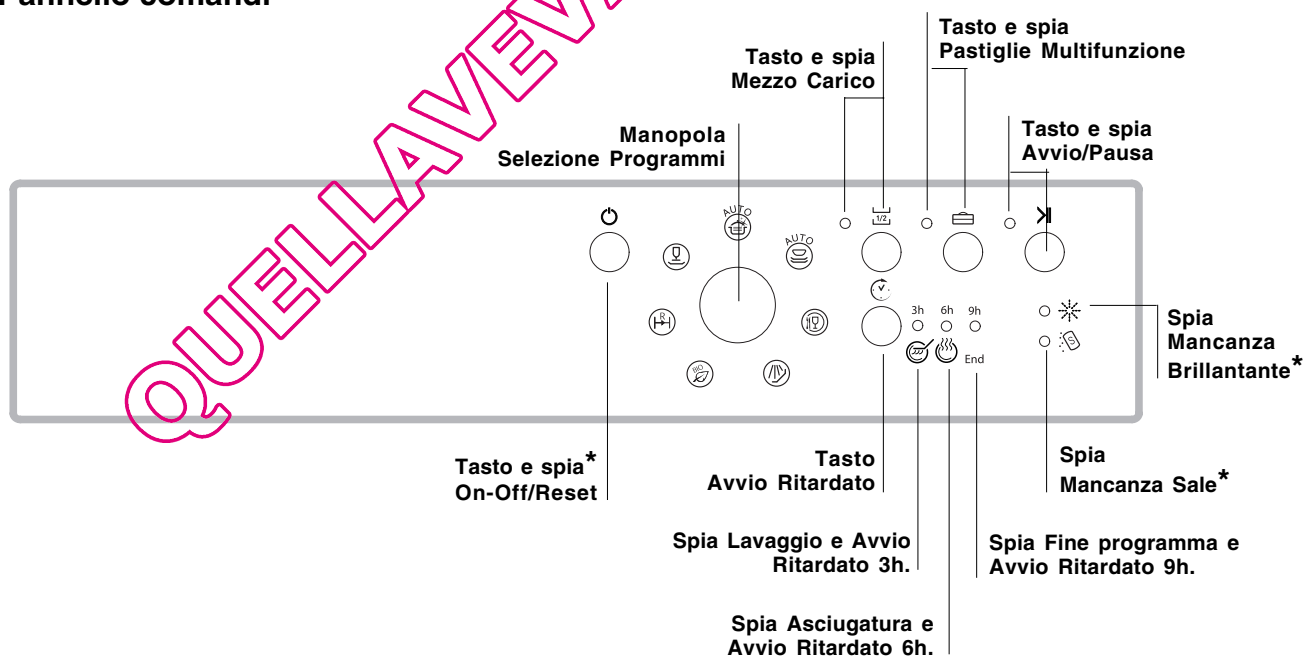 Pannello comandi
QUELLAVEV
Tasto e spia
Pastiglie Multifunzione
Tasto e spia
Mezzo Carico
Tasto e spia
Avvio/Pausa
Manopola
Selezione Programmi
AUTO
AUTO
1/2
R
BIO
3h 6h 9h
End
S
Spia
Mancanza
Brillantante*
Tasto e spia*
On-Off/Reset
Tasto
Avvio Ritardato
Spia
Mancanza Sale*
Spia Lavaggio e Avvio
Ritardato 3h.
Spia Fine programma e
Avvio Ritardato 9h.
Spia Asciugatura e
Avvio Ritardato 6h.